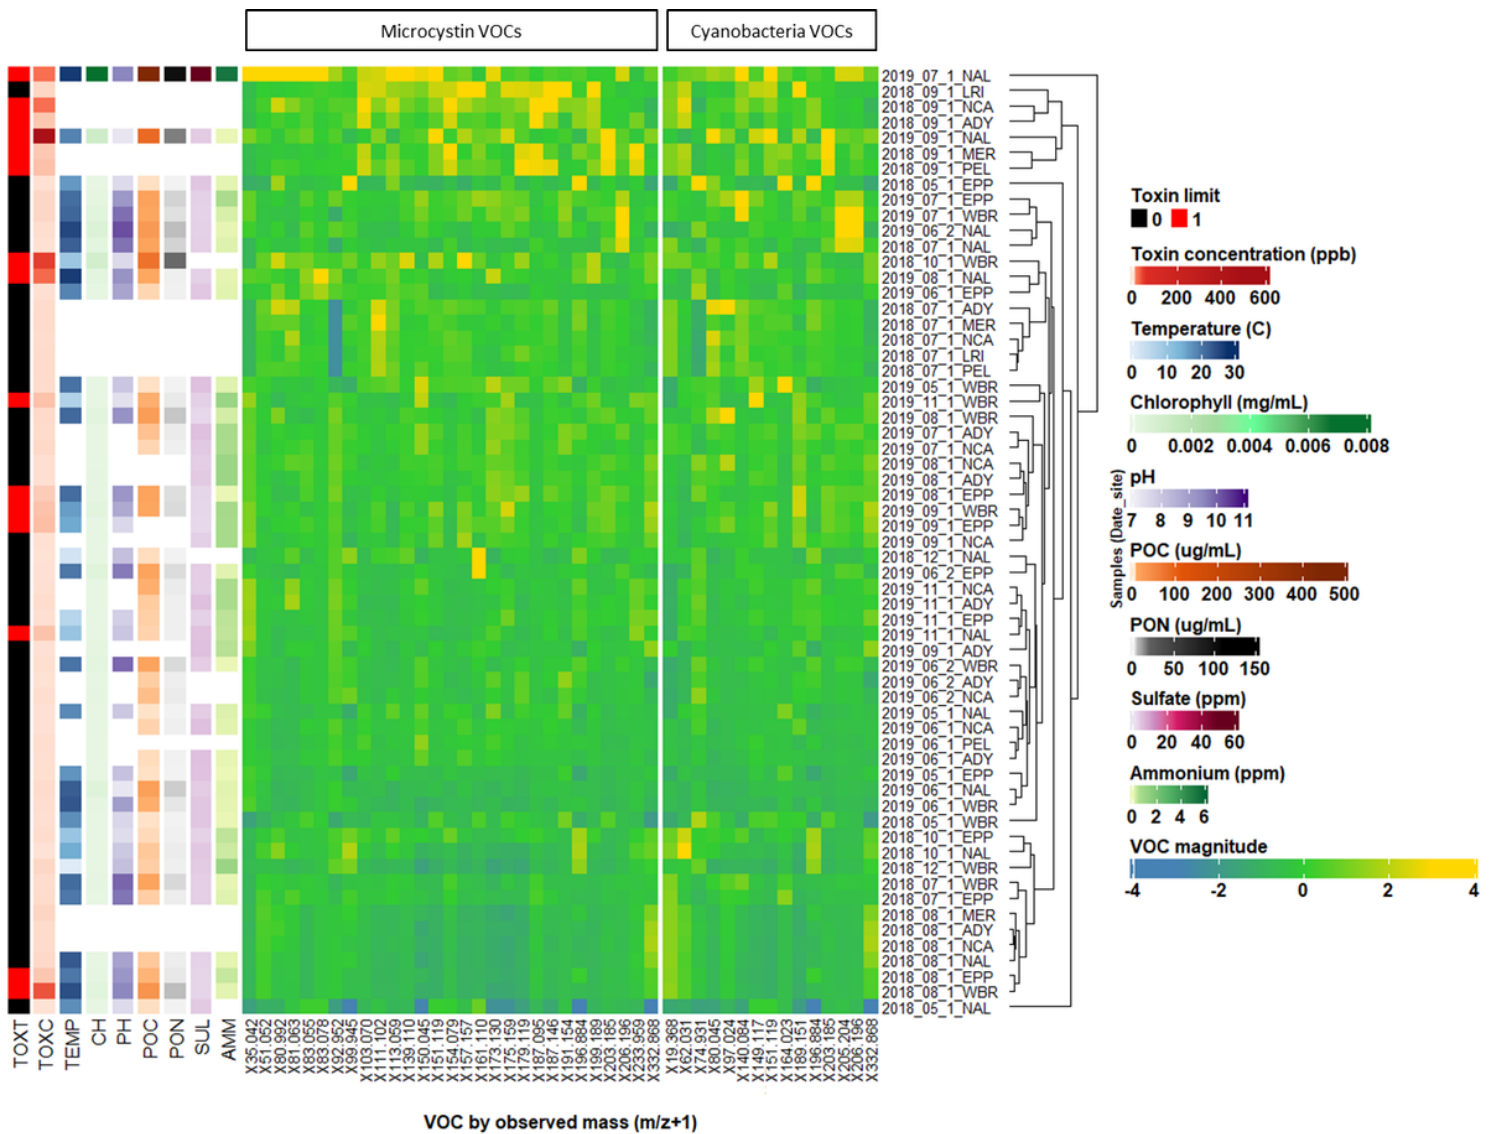 Microcystin VOCs
Cyanobacteria VOCs
2019_07_1_NAL
2018_09_1_LRI
2018_09_1_NCA
2018_09_1_ADY
2019_09_1_NAL
2018_09_1_MER
2018_09_1_PEL
2018_05_1_EPP
2019_07_1_EPP
2019_07_1_WBR
2019_06_2_NAL
2018_07_1_NAL
2018_10_1_WBR
2019_08_1_NAL
2019_06_1_EPP
2018_07_1_ADY
2018_07_1_MER
2018_07_1_NCA
2018_07_1_LRI
2018_07_1_PEL
2019_05_1_WBR
2019_11_1_WBR
2019_08_1_WBR
2019_07_1_ADY
2019_07_1_NCA
2019_08_1_NCA
2019_08_1_ADY
2019_08_1_EPP
2019_09_1_WBR
2019_09_1_EPP
2019_09_1_NCA
2018_12_1_NAL
2019_06_2_EPP
2019_11_1_NCA
2019_11_1_ADY
2019_11_1_EPP
2019_11_1_NAL
2019_09_1_ADY
2019_06_2_WBR
2019_06_2_ADY
2019_06_2_NCA
2019_05_1_NAL
2019_06_1_NCA
2019_06_1_PEL
2019_06_1_ADY
2019_05_1_EPP
2019_06_1_NAL
2019_06_1_WBR
2018_05_1_WBR
2018_10_1_EPP
2018_10_1_NAL
2018_12_1_WBR
2018_07_1_WBR
2018_07_1_EPP
2018_08_1_MER
2018_08_1_ADY
2018_08_1_NCA
2018_08_1_NAL
2018_08_1_EPP
2018_08_1_WBR
2018_05_1_NAL
Samples (Date_site)
Toxin limit
0 1
Toxin concentration (ppb)
0 200 400 600
Temperature (C)
0 10 20 30
Chlorophyll (mg/mL)
0 0.002 0.004 0.006 0.008
pH
7 8 9 10 11
POC (ug/mL)
0 100 200 300 400 500
PON (ug/mL)
0 50 100 150
Sulfate (ppm)
0 20 40 60
Ammonium (ppm)
0 2 4 6
VOC magnitude
-4 -2 0 2 4
TOXT
TOXC
TEMP
CH
PH
POC
PON
SUL
AMM
X35.042
X51.052
X80.992
X81.063
X83.055
X83.078
X92.952
X99.945
X103.070
X111.102
X113.059
X139.110
X150.045
X151.119
X154.079
X157.157
X161.110
X173.130
X175.159
X179.119
X187.095
X187.146
X191.154
X196.884
X199.189
X203.185
X206.196
X233.959
X332.868
X19.368
X62.031
X74.931
X80.045
X97.024
X140.084
X149.117
X151.119
X164.023
X189.151
X196.884
X203.185
X205.204
X206.196
X332.868
VOC by observed mass (m/z+1)